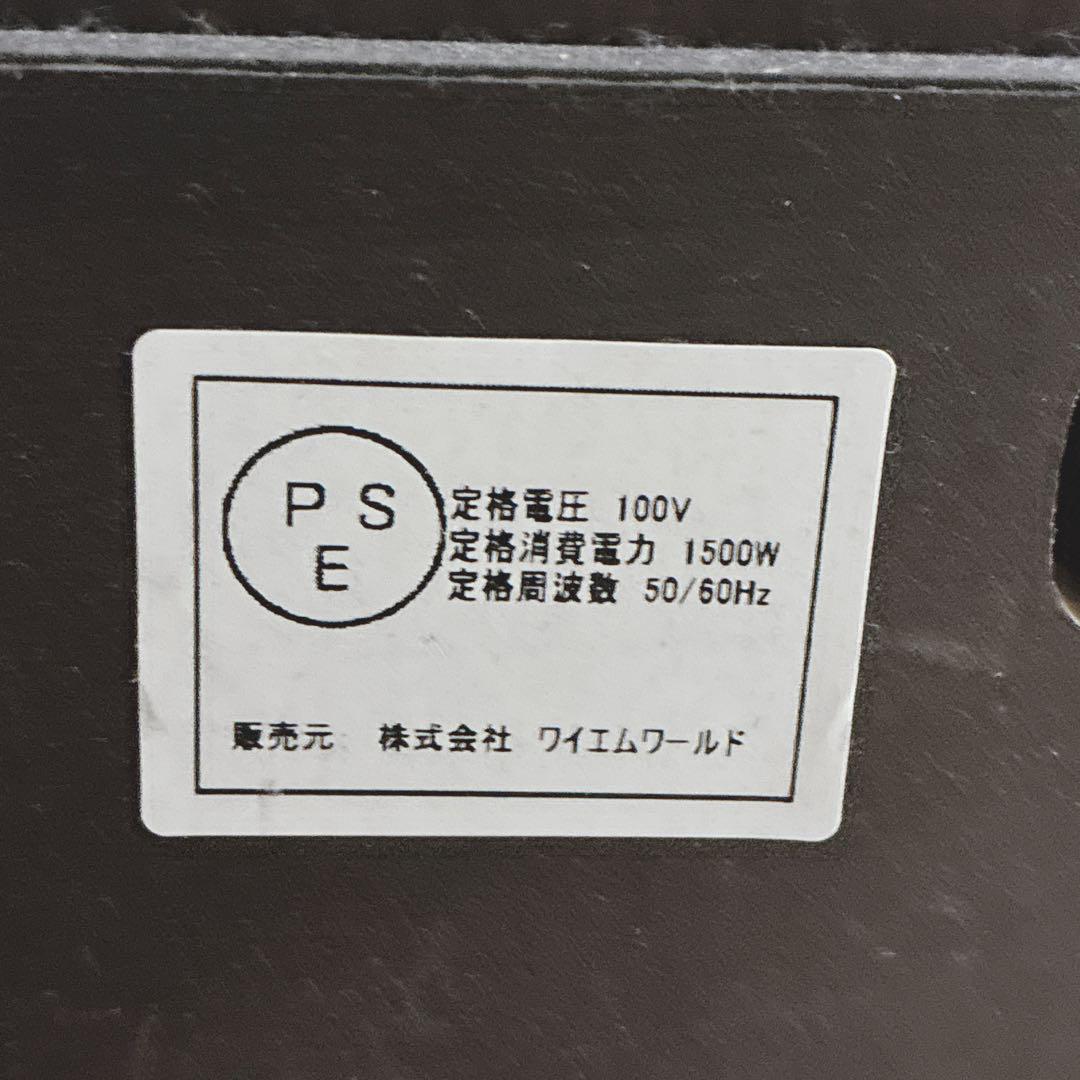 P S
E
定格電圧 100V
定格消費電力 1500W
定格周波数 50/60Hz
販売元 株式会社 ワイエムワールド